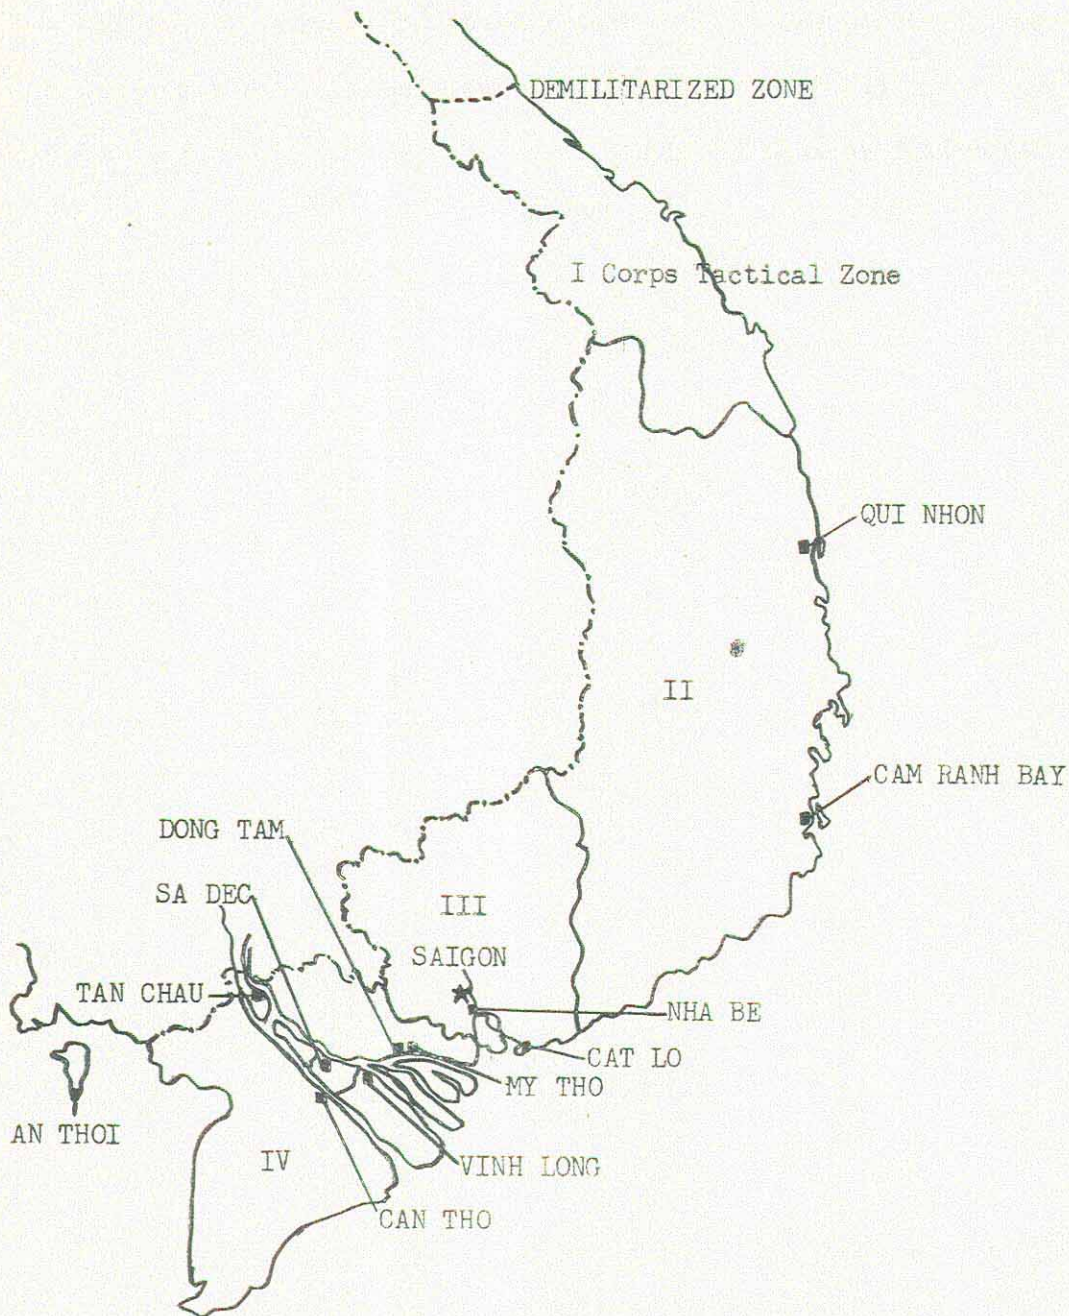 DEMILITARIZED ZONE
I Corps Tactical Zone
QUI NHON
II
CAM RANH BAY
DONG TAM
SA DEC
III
SAIGON
TAN CHAU
NHA BE
CAT LO
MY THO
AN THOI
IV
VINH LONG
CAN THO